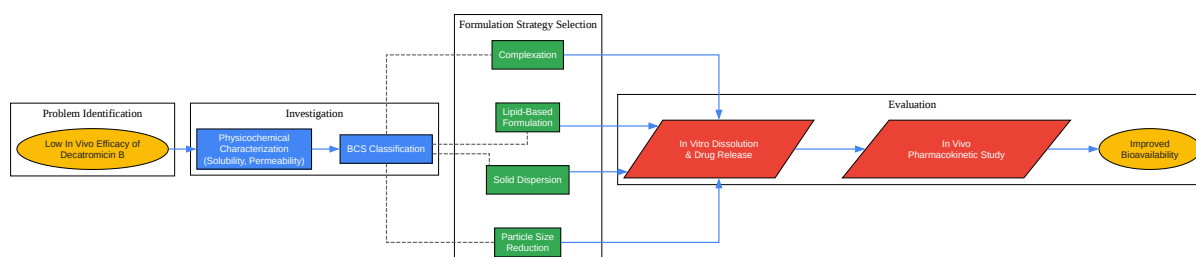 Problem Identification
Low In Vivo Efficacy of
Decatromicin B
Investigation
Physicochemical
Characterization
(Solubility, Permeability)
BCS Classification
Formulation Strategy Selection
Complexation
Lipid-Based
Formulation
Solid Dispersion
Particle Size
Reduction
Evaluation
In Vitro Dissolution
& Drug Release
In Vivo
Pharmacokinetic Study
Improved
Bioavailability